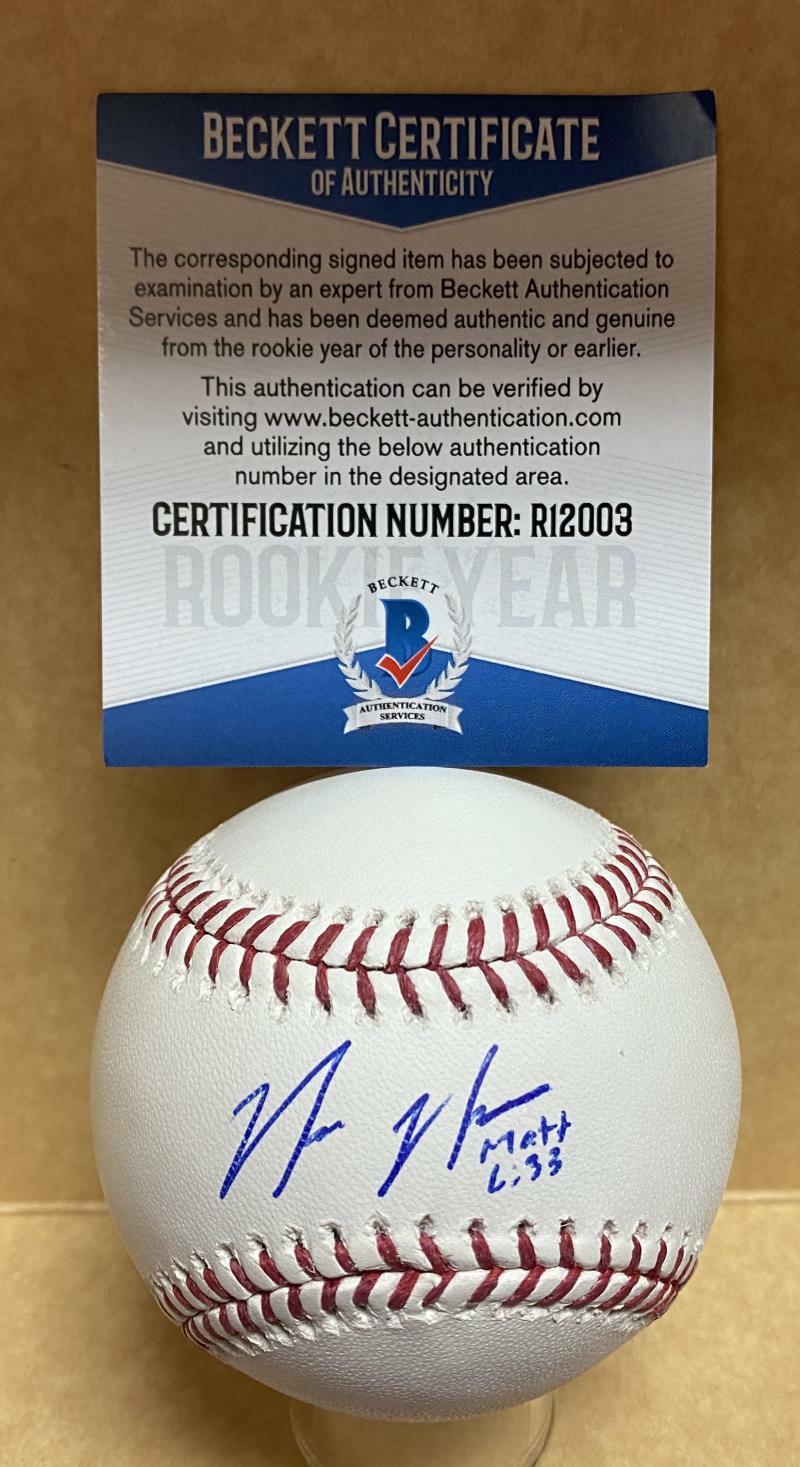 BECKETT CERTIFICATE
OF AUTHENTICITY
The corresponding signed item has been subjected to
examination by an expert from Beckett Authentication
Services and has been deemed authentic and genuine
from the rookie year of the personality or earlier.
This authentication can be verified by
visiting www.beckett-authentication.com
and utilizing the below authentication
number in the designated area.
CERTIFICATION NUMBER: R12003
ROOKIE YEAR
BECKETT
B
AUTHENTICATION
SERVICES
Matt
6:33